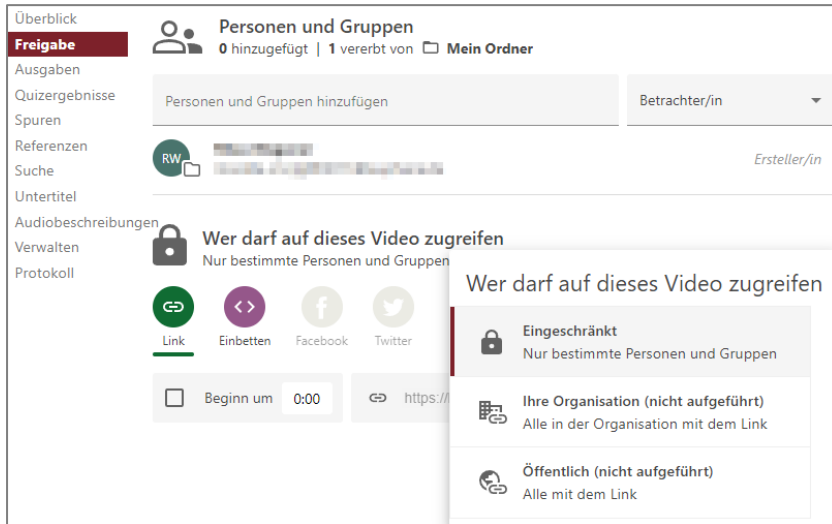 Überblick
Freigabe
Ausgaben
Quizergebnisse
Spuren
Referenzen
Suche
Untertitel
Audiobeschreibungen
Verwalten
Protokoll
Personen und Gruppen
0 hinzugefügt | 1 vererbt von Mein Ordner
Personen und Gruppen hinzufügen
Betrachter/in
RW
Ersteller/in
Wer darf auf dieses Video zugreifen
Nur bestimmte Personen und Gruppen
Link
Einbetten
Facebook
Twitter
Beginn um 0:00
https:/
Wer darf auf dieses Video zugreifen
Eingeschränkt
Nur bestimmte Personen und Gruppen
Ihre Organisation (nicht aufgeführt)
Alle in der Organisation mit dem Link
Öffentlich (nicht aufgeführt)
Alle mit dem Link